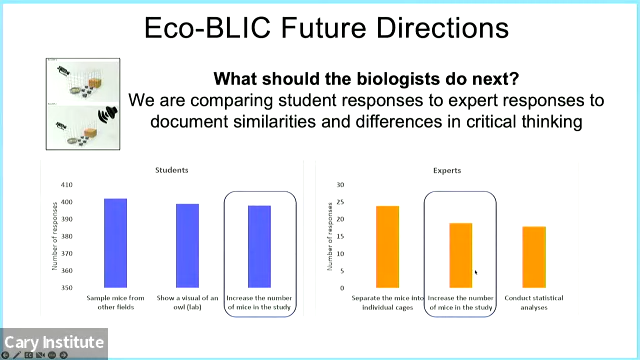 Eco-BLIC Future Directions
What should the biologists do next?
We are comparing student responses to expert responses to
document similarities and differences in critical thinking
Students
Number of responses
410
400
390
380
370
360
350
Sample mice from
other fields
Show a visual of an
owl (lab)
Increase the number
of mice in the study
Experts
Number of responses
30
25
20
15
10
5
0
Separate the mice into
individual cages
Increase the number
of mice in the study
Conduct statistical
analyses
Cary Institute